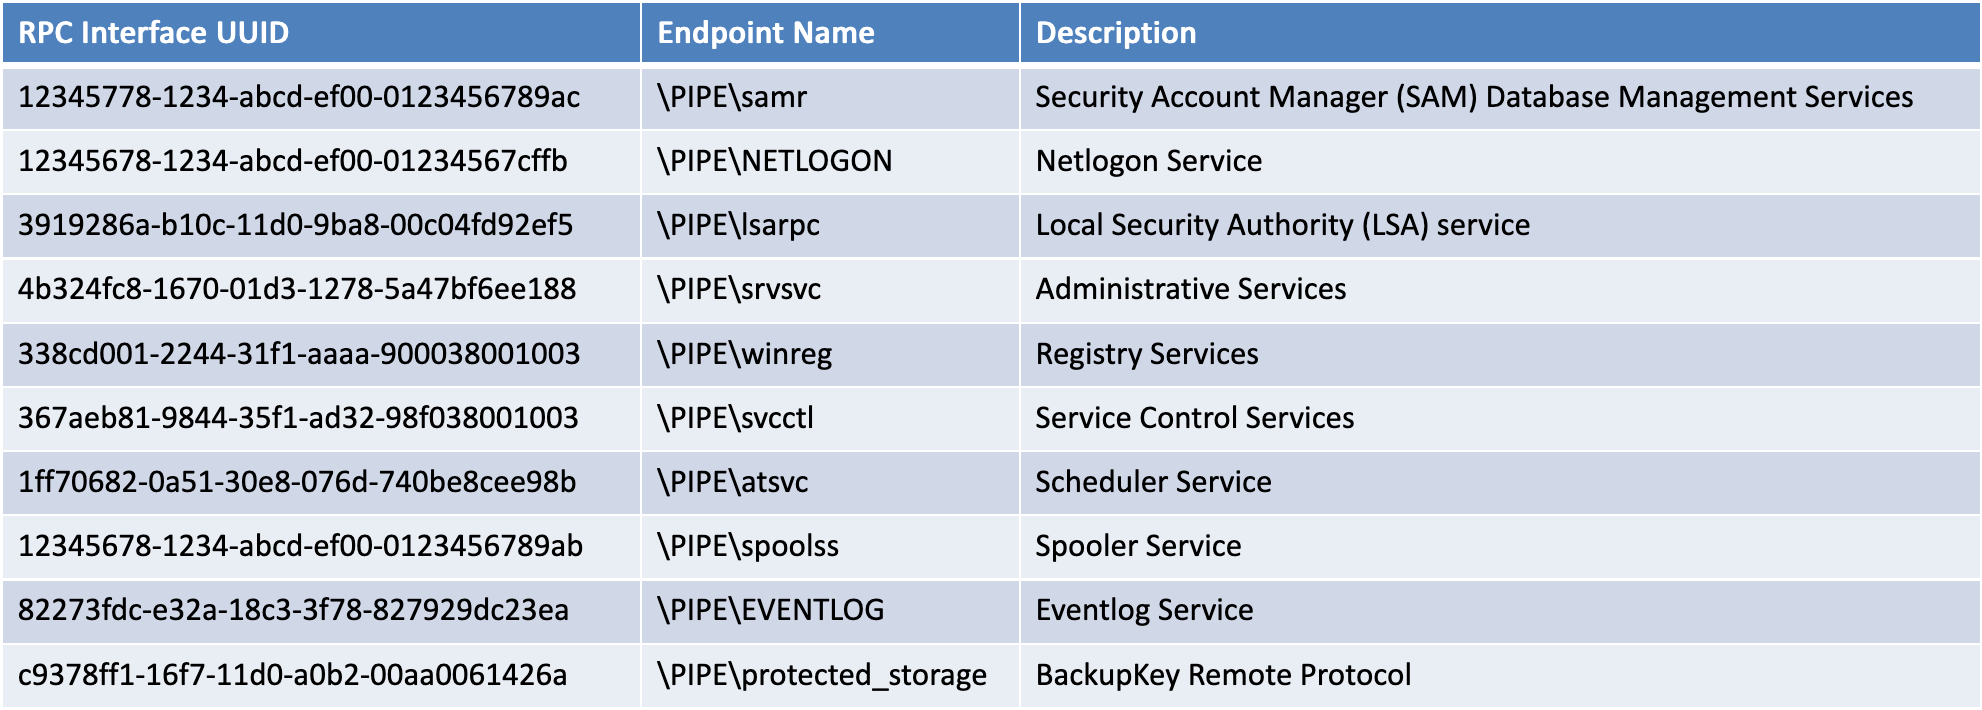 RPC Interface UUID Endpoint Name Description
12345778-1234-abcd-ef00-0123456789ac \PIPE\samr Security Account Manager (SAM) Database Management Services
12345678-1234-abcd-ef00-01234567cffb \PIPE\NETLOGON Netlogon Service
3919286a-b10c-11d0-9ba8-00c04fd92ef5 \PIPE\lsarpc Local Security Authority (LSA) service
4b324fc8-1670-01d3-1278-5a47bf6ee188 \PIPE\srvsvc Administrative Services
338cd001-2244-31f1-aaaa-900038001003 \PIPE\winreg Registry Services
367aeb81-9844-35f1-ad32-98f038001003 \PIPE\svcctl Service Control Services
1ff70682-0a51-30e8-076d-740be8cee98b \PIPE\atsvc Scheduler Service
12345678-1234-abcd-ef00-0123456789ab \PIPE\spoolss Spooler Service
82273fdc-e32a-18c3-3f78-827929dc23ea \PIPE\EVENTLOG Eventlog Service
c9378ff1-16f7-11d0-a0b2-00aa0061426a \PIPE\protected_storage BackupKey Remote Protocol